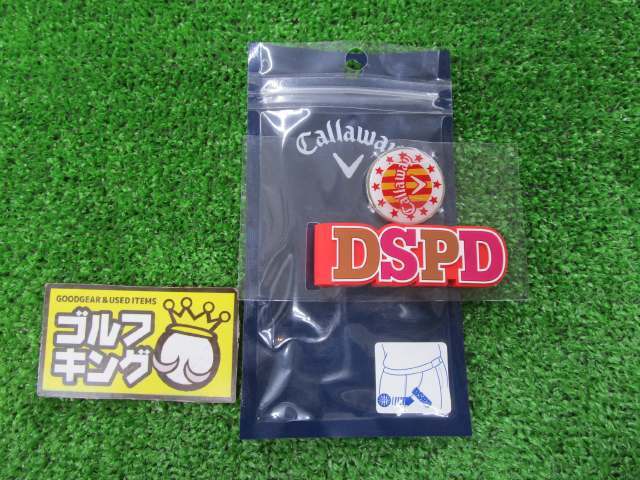 Callaway
Callaway
DSPD
GOODGEAR & USED ITEMS
ゴルフ
キング